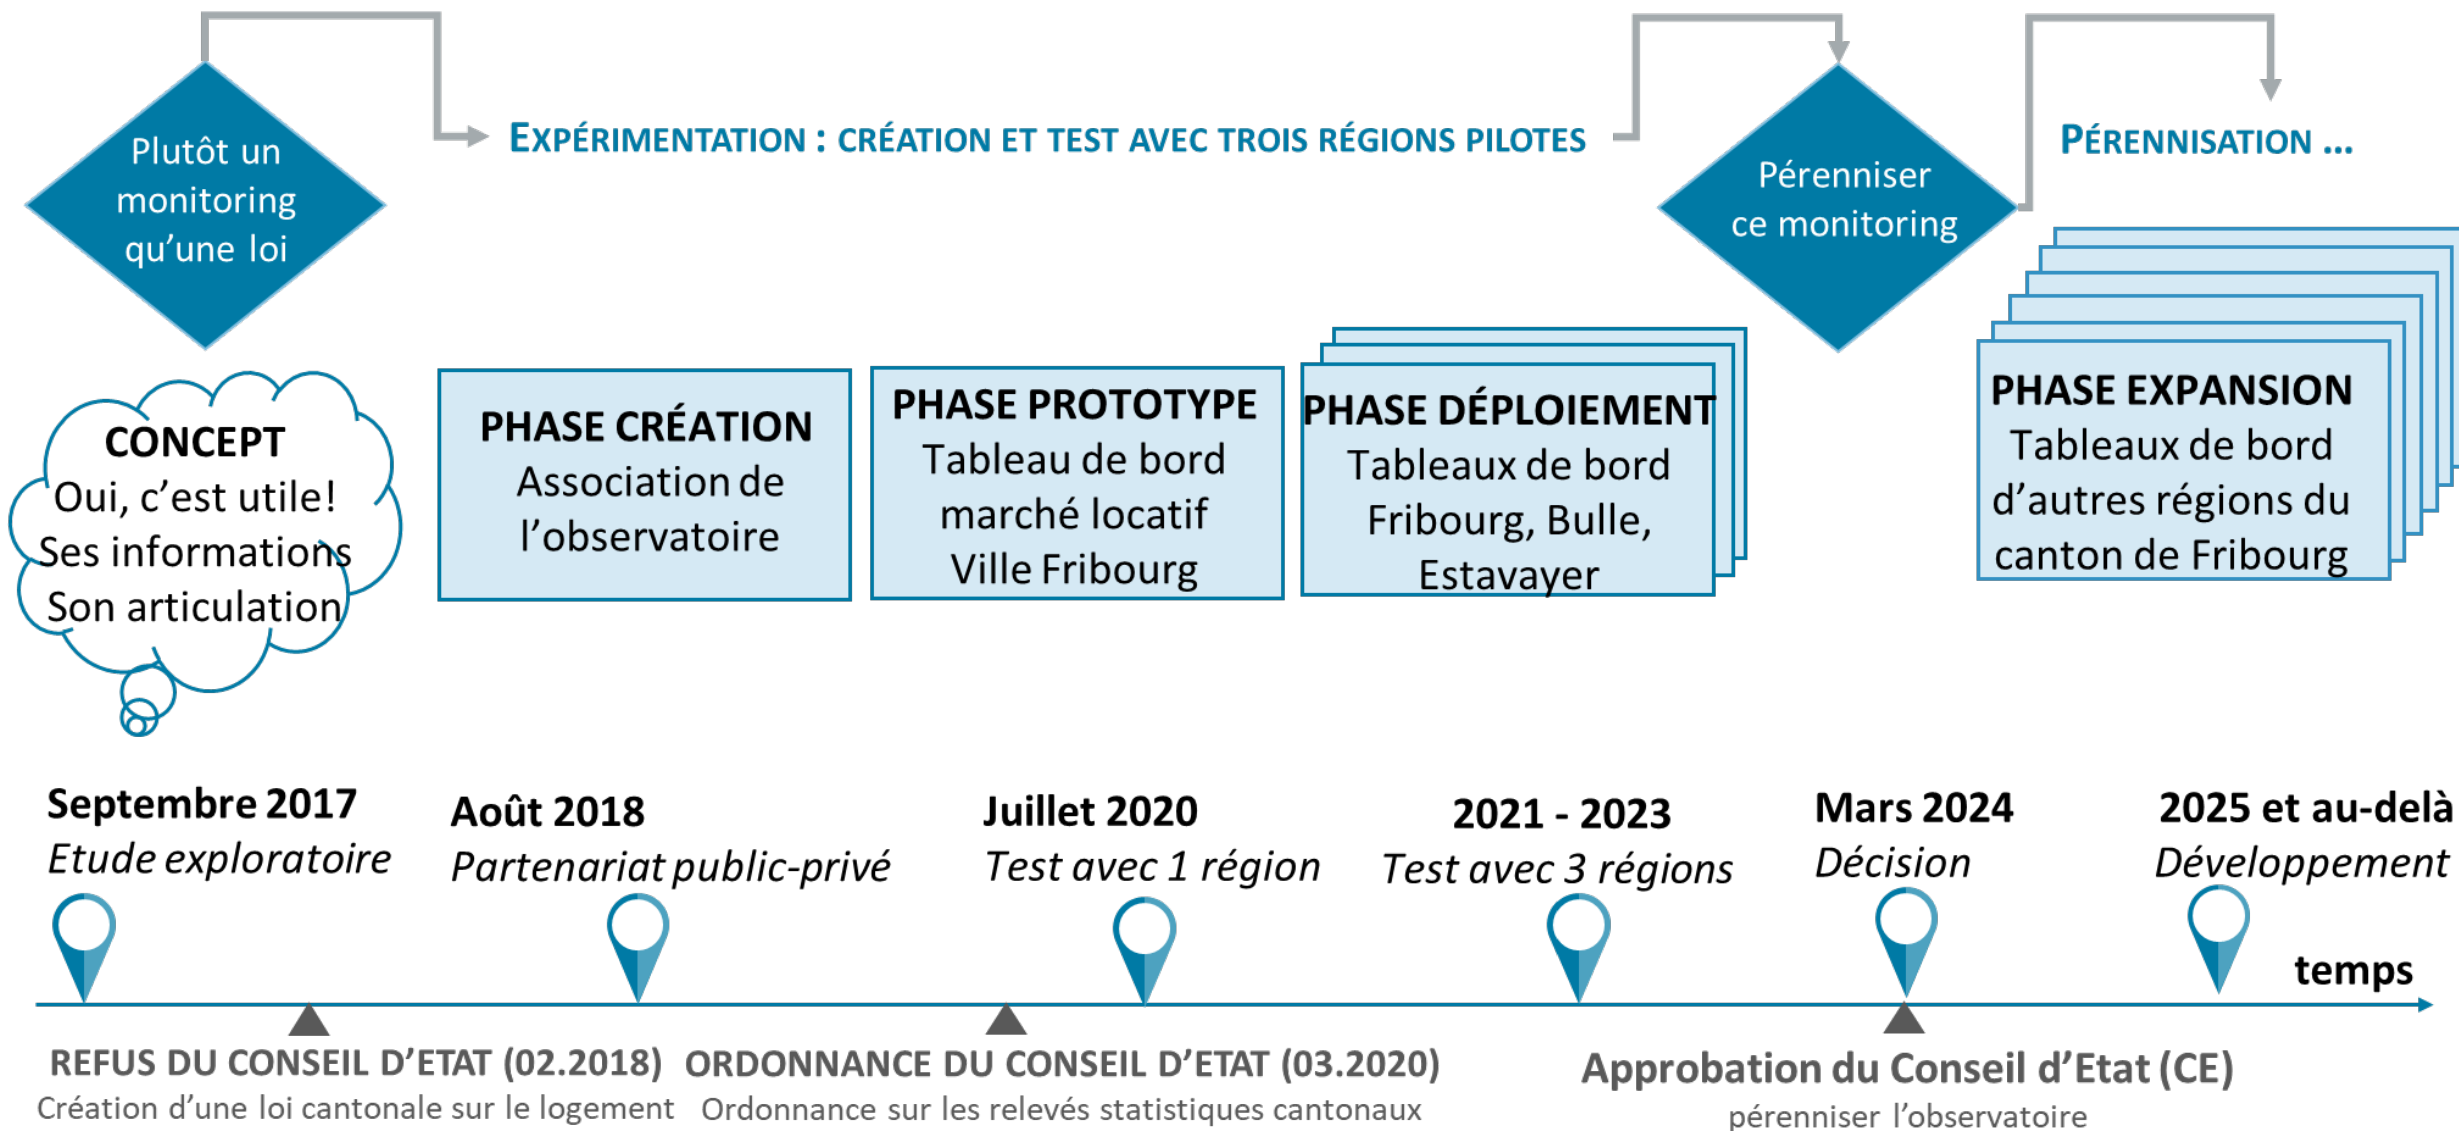 Plutôt un
monitoring
qu’une loi
EXPÉRIMENTATION : CRÉATION ET TEST AVEC TROIS RÉGIONS PILOTES
Pérenniser
ce monitoring
PÉRENNISATION ...
CONCEPT
Oui, c’est utile!
Ses informations
Son articulation
PHASE CRÉATION
Association de
l’observatoire
PHASE PROTOTYPE
Tableau de bord
marché locatif
Ville Fribourg
PHASE DÉPLOIEMENT
Tableaux de bord
Fribourg, Bulle,
Estavayer
PHASE EXPANSION
Tableaux de bord
d’autres régions du
canton de Fribourg
Septembre 2017
Etude exploratoire
Août 2018
Partenariat public-privé
Juillet 2020
Test avec 1 région
2021 - 2023
Test avec 3 régions
Mars 2024
Décision
2025 et au-delà
Développement
temps
REFUS DU CONSEIL D’ETAT (02.2018)
Création d’une loi cantonale sur le logement
ORDONNANCE DU CONSEIL D’ETAT (03.2020)
Ordonnance sur les relevés statistiques cantonaux
Approbation du Conseil d’Etat (CE)
pérenniser l’observatoire